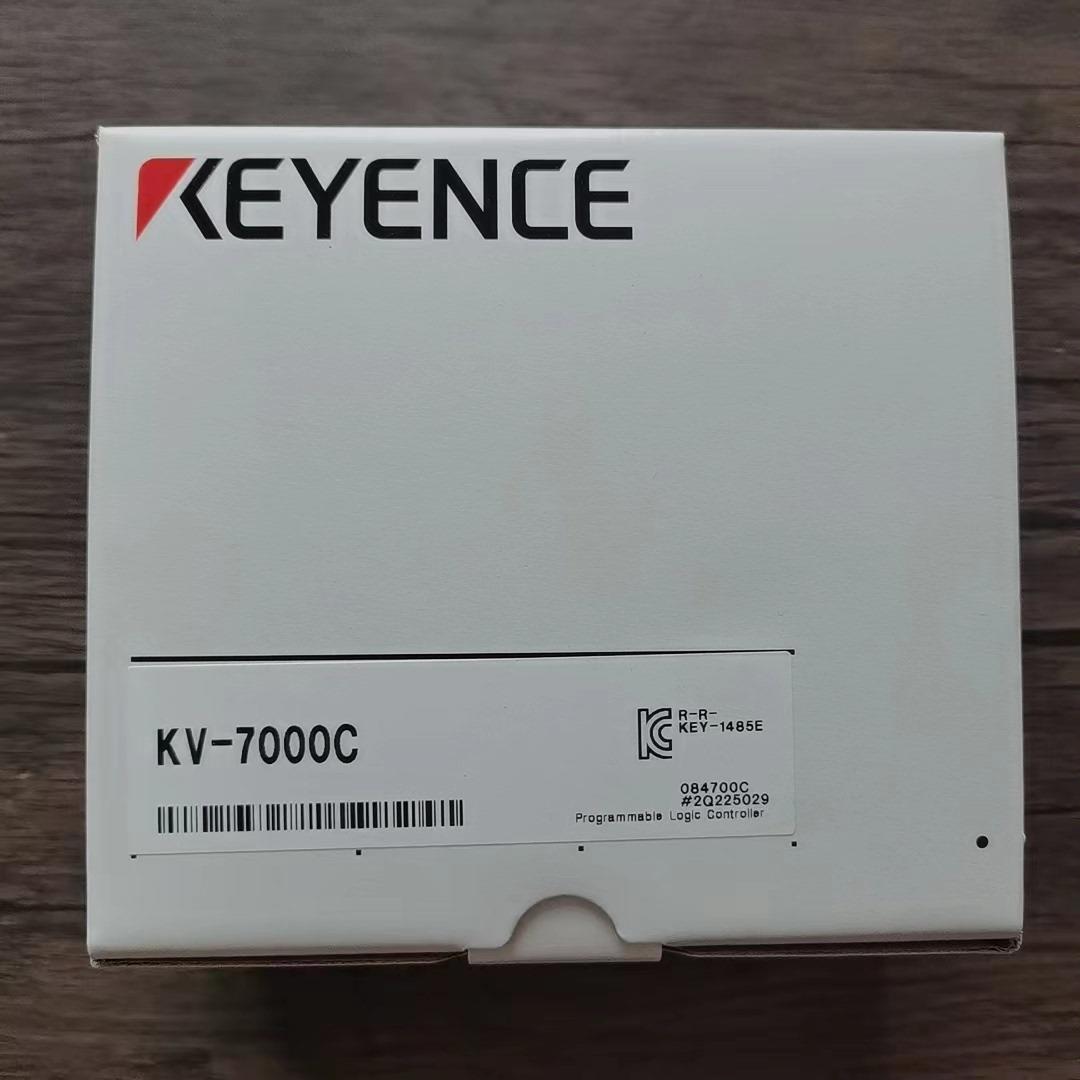 KEYENCE
KV-7000C
R-R-
KEY-1485E
084700C
#2Q225029
Programmable Logic Controller